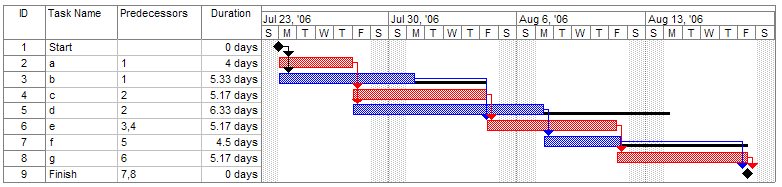 ID Task Name Predecessors Duration Jul 23, '06 Jul 30, '06 Aug 6, '06 Aug 13, '06
S M T W T F S S M T W T F S S M T W T F S S M T W T F S
1 Start 0 days
2 a 1 4 days
3 b 1 5.33 days
4 c 2 5.17 days
5 d 2 6.33 days
6 e 3,4 5.17 days
7 f 5 4.5 days
8 g 6 5.17 days
9 Finish 7,8 0 days